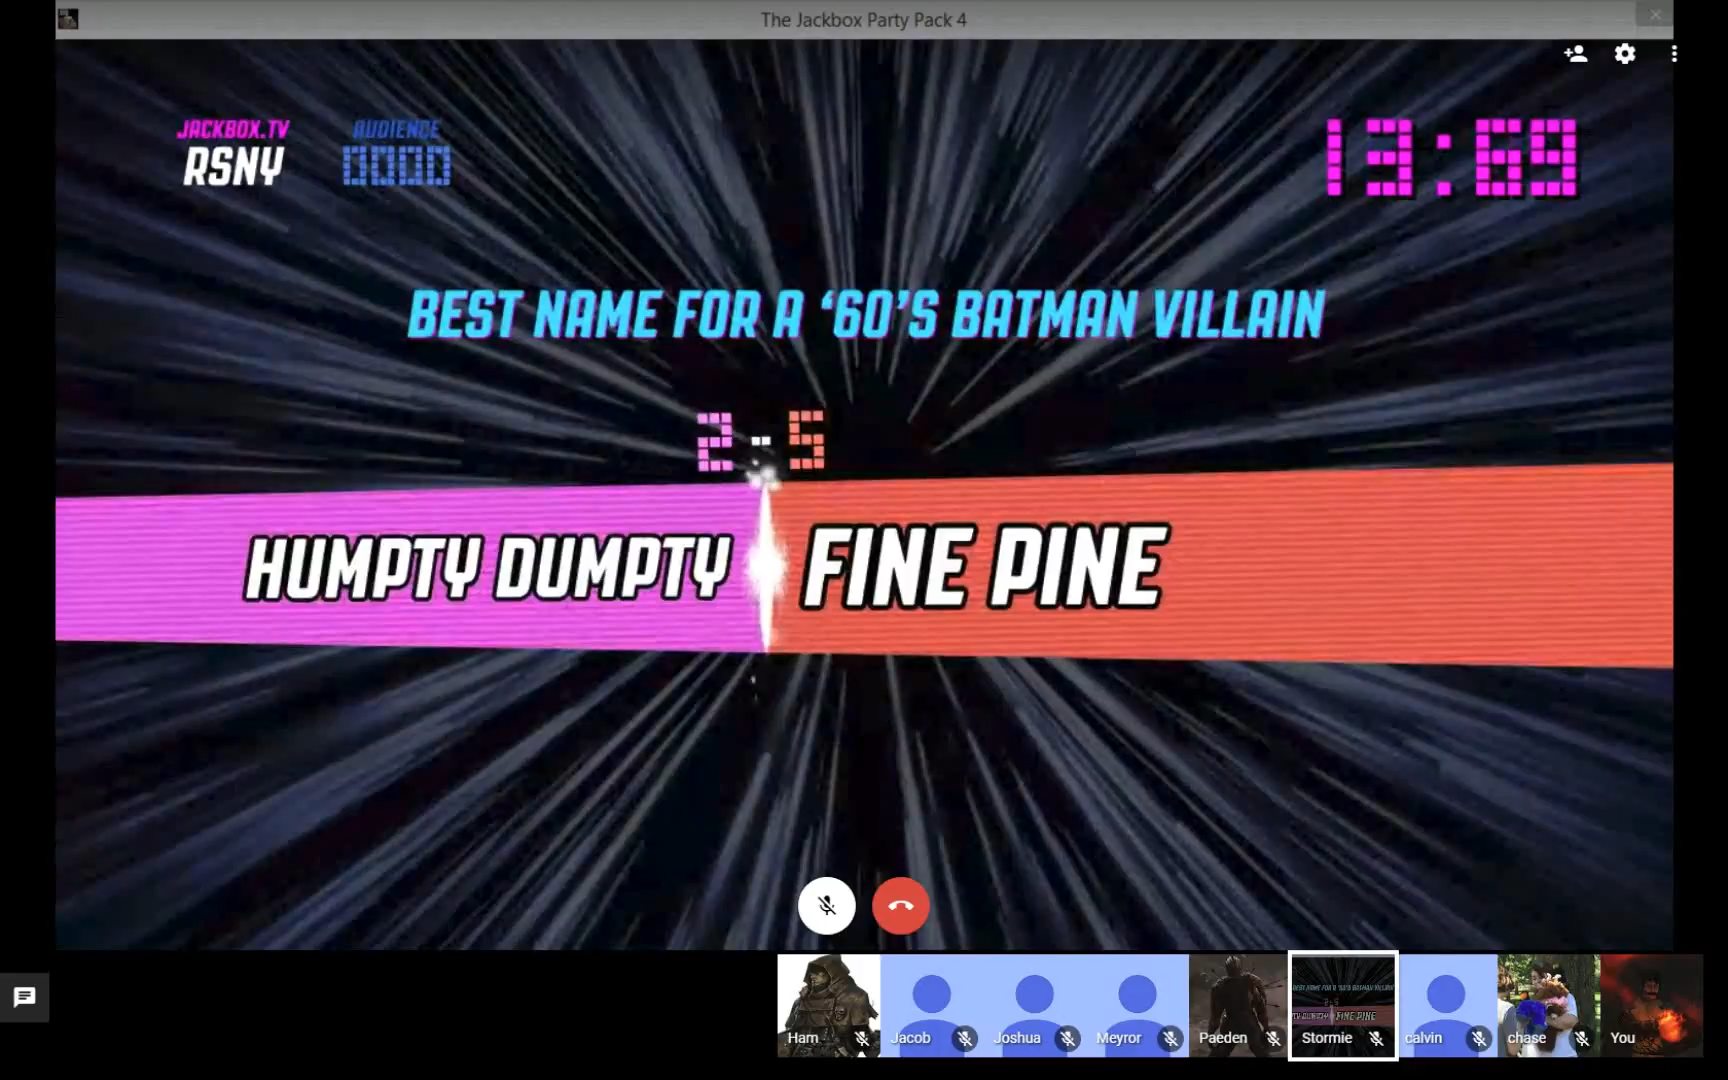 The Jackbox Party Pack 4
JACKBOX.TV
RSNY
AUDIENCE
0000
13:69
BEST NAME FOR A ‘60’S BATMAN VILLAIN
2-5
HUMPTY DUMPTY
FINE PINE
Ham
Jacob
Joshua
Meyror
Paeden
Stormie
calvin
chase
You